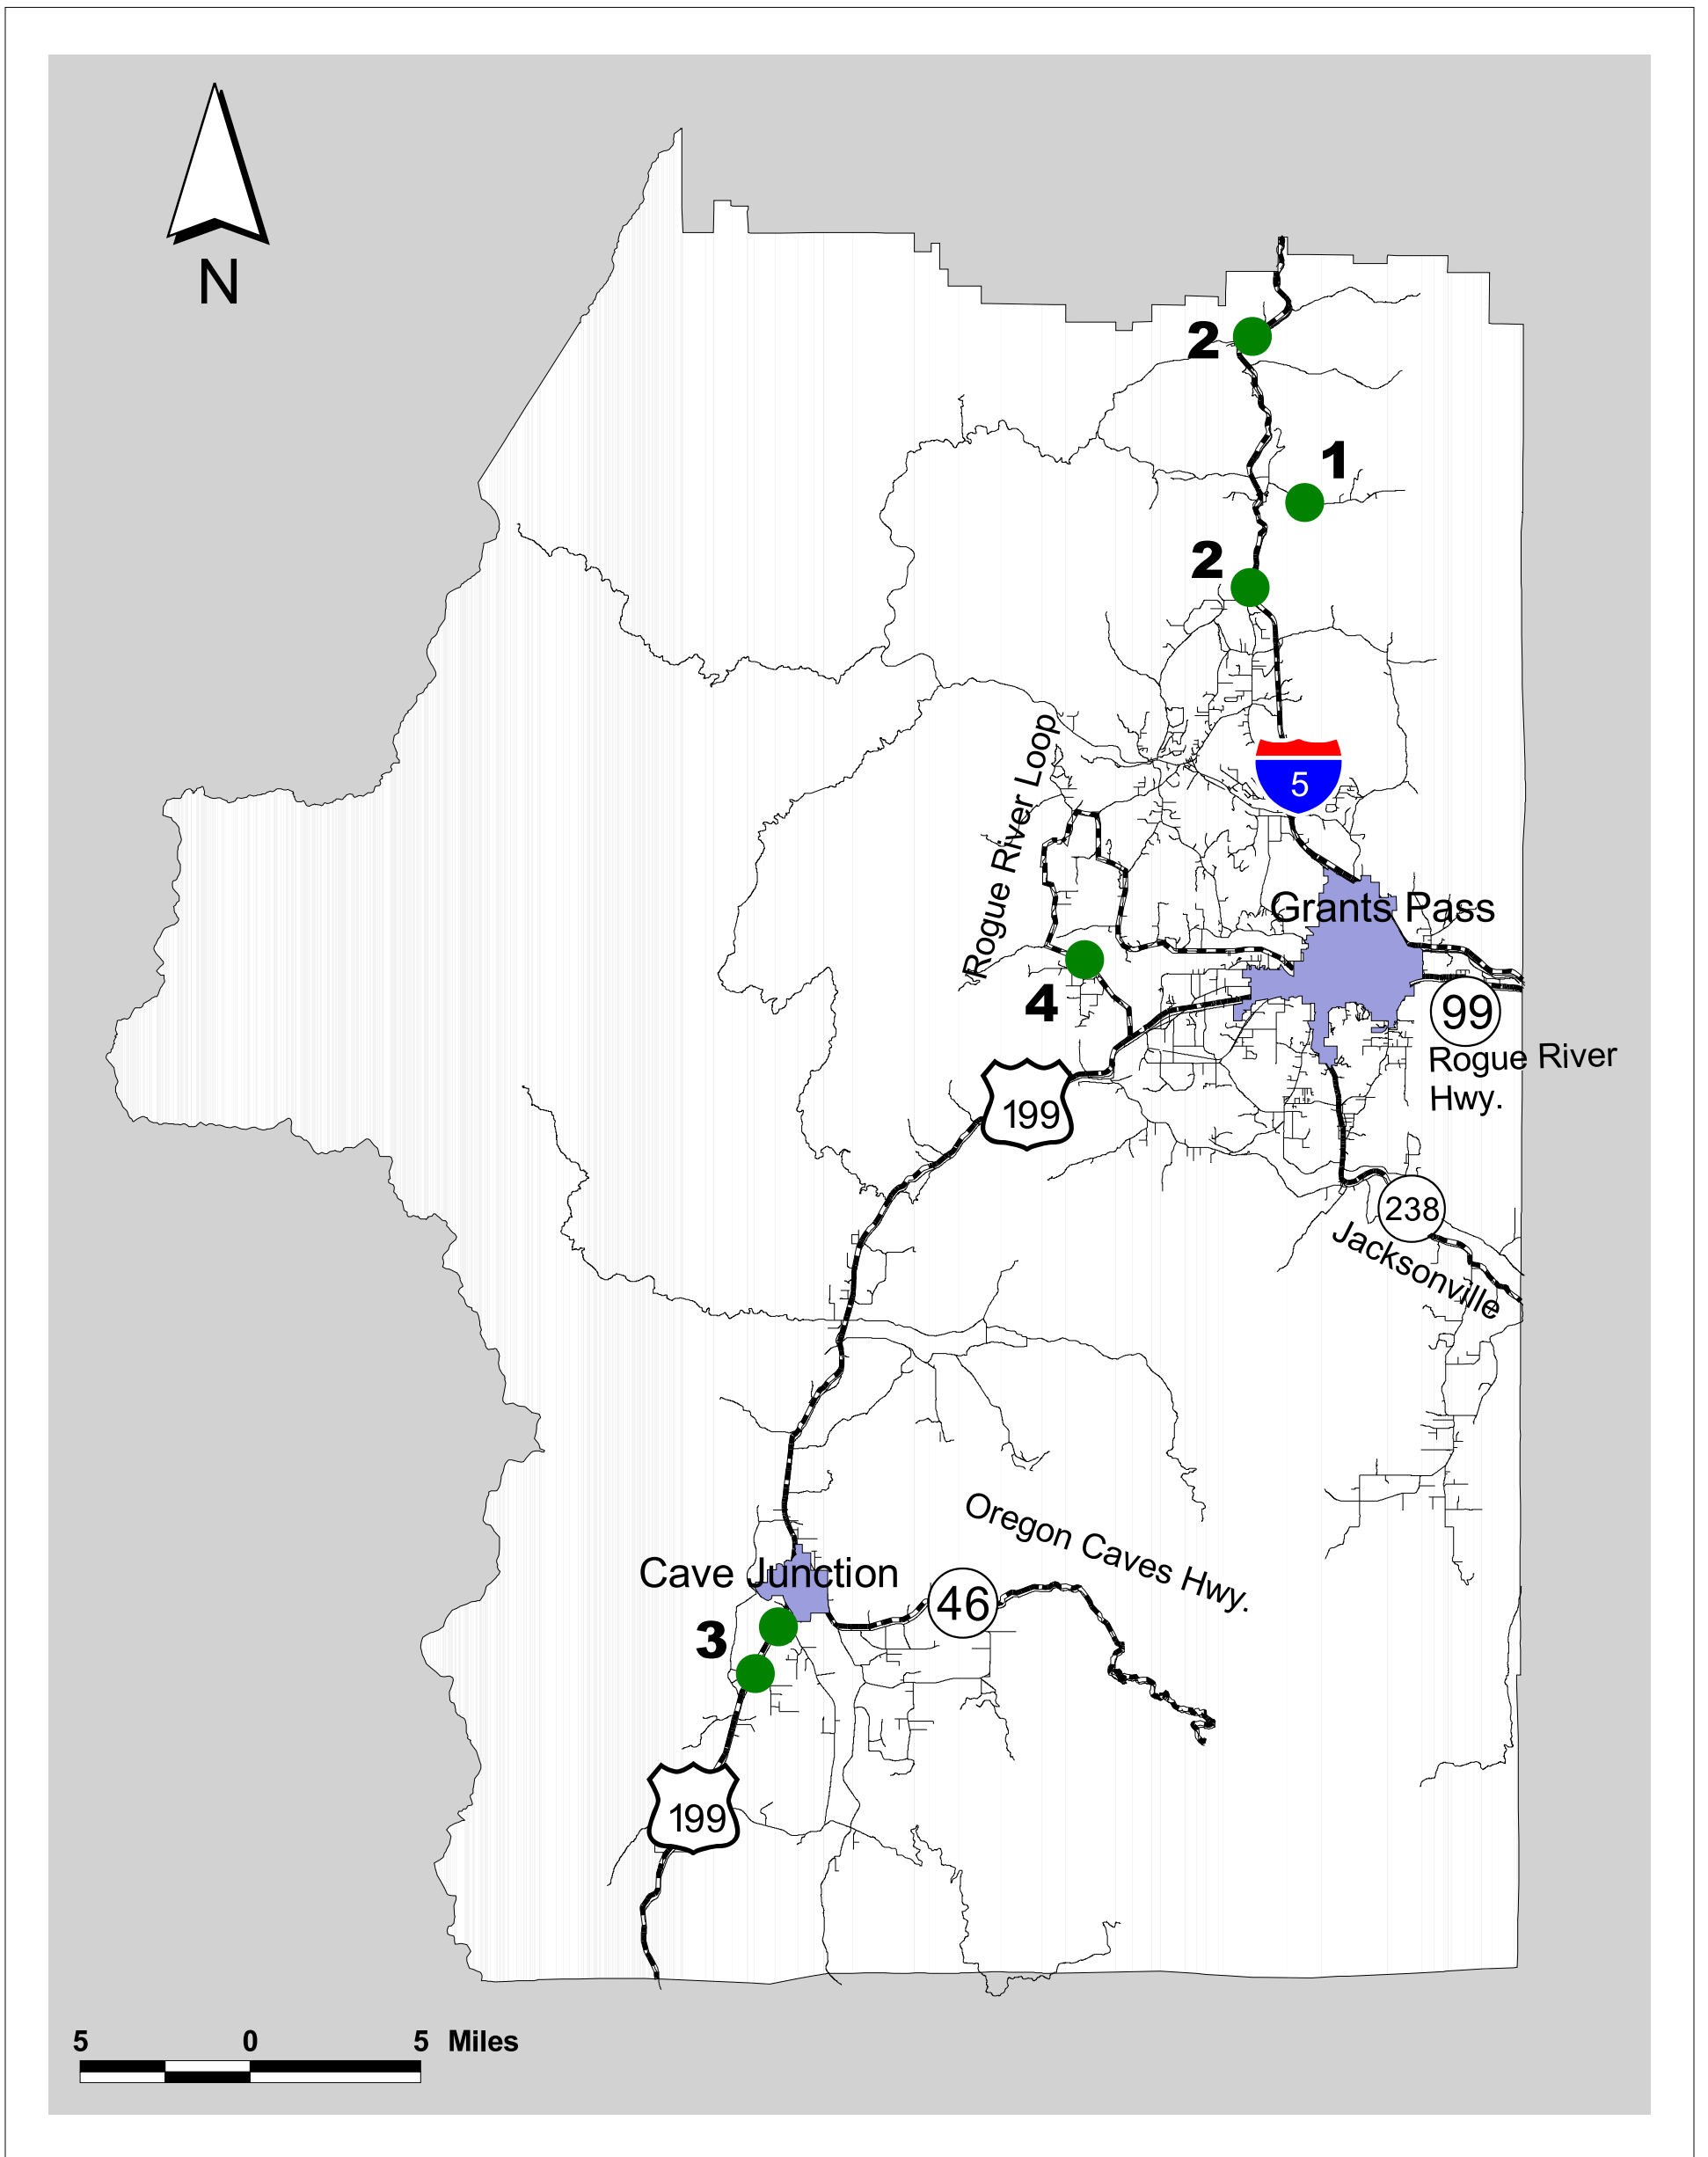 N
2
1
2
Rogue River Loop
5
Grants Pass
4
99
Rogue River
Hwy.
199
238
Jacksonville
Oregon Caves Hwy.
Cave Junction
46
3
199
5 0 5 Miles